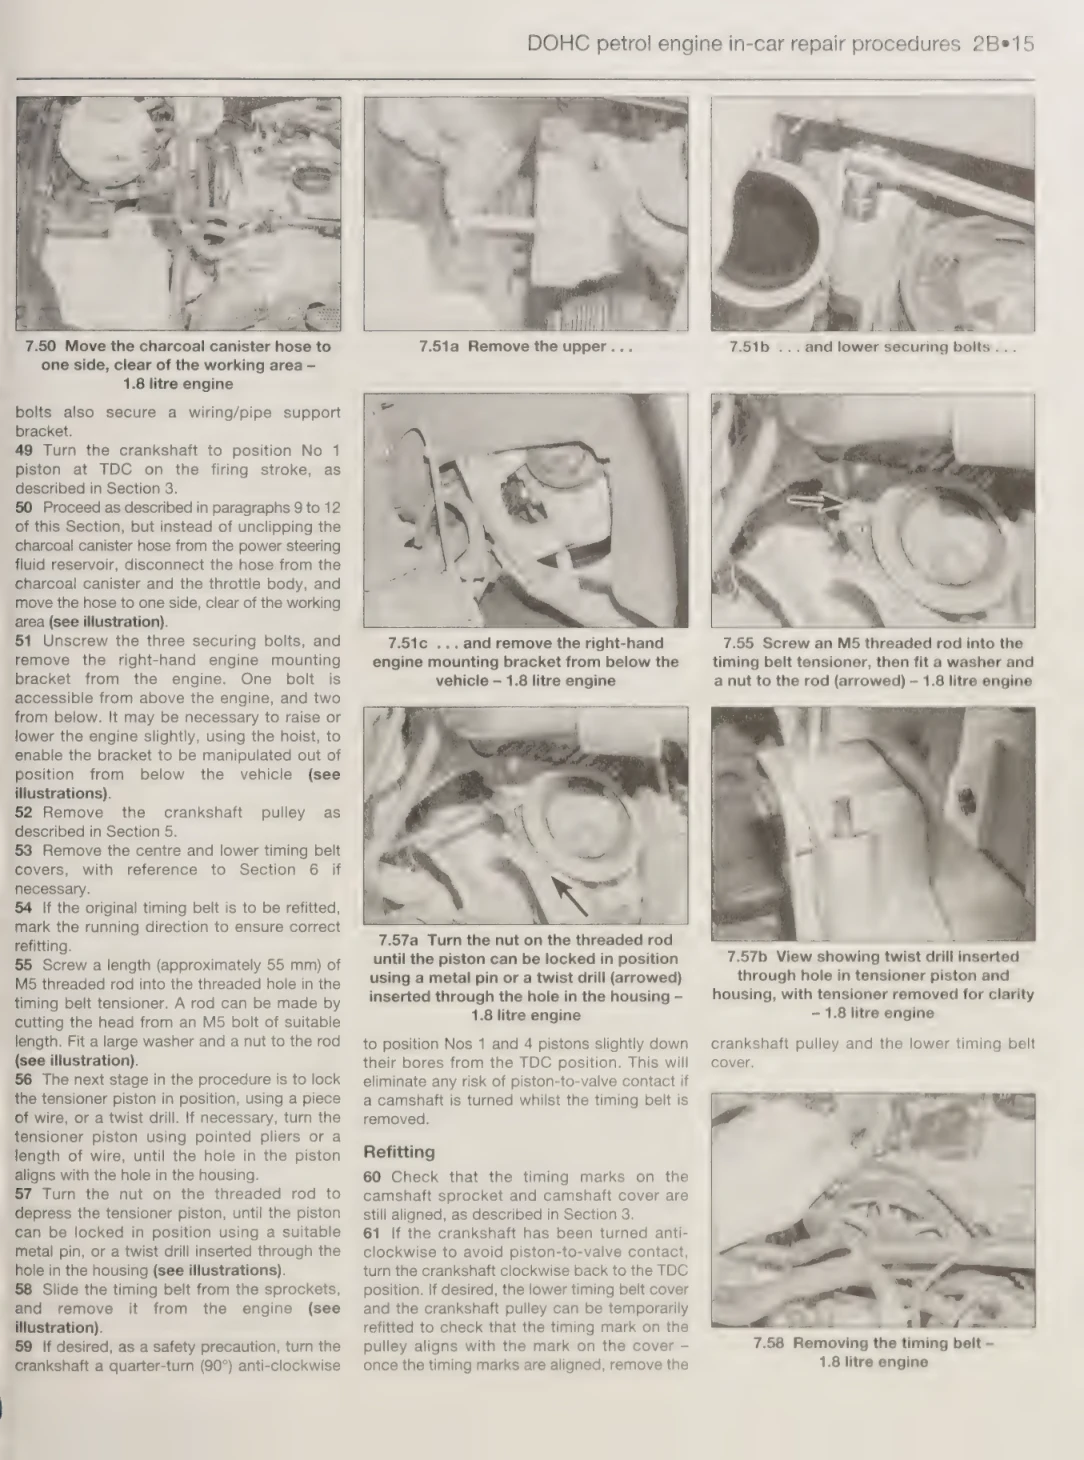 DOHC petrol engine in-car repair procedures 2B•15
7.50 Move the charcoal canister hose to
one side, clear of the working area –
1.8 litre engine
7.51a Remove the upper . . .
7.51b . . . and lower securing bolts . . .
bolts also secure a wiring/pipe support
bracket.
49 Turn the crankshaft to position No 1
piston at TDC on the firing stroke, as
described in Section 3.
50 Proceed as described in paragraphs 9 to 12
of this Section, but instead of unclipping the
charcoal canister hose from the power steering
fluid reservoir, disconnect the hose from the
charcoal canister and the throttle body, and
move the hose to one side, clear of the working
area (see illustration).
51 Unscrew the three securing bolts, and
remove the right-hand engine mounting
bracket from the engine. One bolt is
accessible from above the engine, and two
from below. It may be necessary to raise or
lower the engine slightly, using the hoist, to
enable the bracket to be manipulated out of
position from below the vehicle (see
illustrations).
52 Remove the crankshaft pulley as
described in Section 5.
53 Remove the centre and lower timing belt
covers, with reference to Section 6 if
necessary.
54 If the original timing belt is to be refitted,
mark the running direction to ensure correct
refitting.
55 Screw a length (approximately 55 mm) of
M5 threaded rod into the threaded hole in the
timing belt tensioner. A rod can be made by
cutting the head from an M5 bolt of suitable
length. Fit a large washer and a nut to the rod
(see illustration).
56 The next stage in the procedure is to lock
the tensioner piston in position, using a piece
of wire, or a twist drill. If necessary, turn the
tensioner piston using pointed pliers or a
length of wire, until the hole in the piston
aligns with the hole in the housing.
57 Turn the nut on the threaded rod to
depress the tensioner piston, until the piston
can be locked in position using a suitable
metal pin, or a twist drill inserted through the
hole in the housing (see illustrations).
58 Slide the timing belt from the sprockets,
and remove it from the engine (see
illustration).
59 If desired, as a safety precaution, turn the
crankshaft a quarter-turn (90°) anti-clockwise
7.51c . . . and remove the right-hand
engine mounting bracket from below the
vehicle – 1.8 litre engine
7.55 Screw an M5 threaded rod into the
timing belt tensioner, then fit a washer and
a nut to the rod (arrowed) – 1.8 litre engine
7.57a Turn the nut on the threaded rod
until the piston can be locked in position
using a metal pin or a twist drill (arrowed)
inserted through the hole in the housing –
1.8 litre engine
7.57b View showing twist drill inserted
through hole in tensioner piston and
housing, with tensioner removed for clarity
– 1.8 litre engine
to position Nos 1 and 4 pistons slightly down
their bores from the TDC position. This will
eliminate any risk of piston-to-valve contact if
a camshaft is turned whilst the timing belt is
removed.
Refitting
60 Check that the timing marks on the
camshaft sprocket and camshaft cover are
still aligned, as described in Section 3.
61 If the crankshaft has been turned anti-
clockwise to avoid piston-to-valve contact,
turn the crankshaft clockwise back to the TDC
position. If desired, the lower timing belt cover
and the crankshaft pulley can be temporarily
refitted to check that the timing mark on the
pulley aligns with the mark on the cover –
once the timing marks are aligned, remove the
crankshaft pulley and the lower timing belt
cover.
7.58 Removing the timing belt –
1.8 litre engine